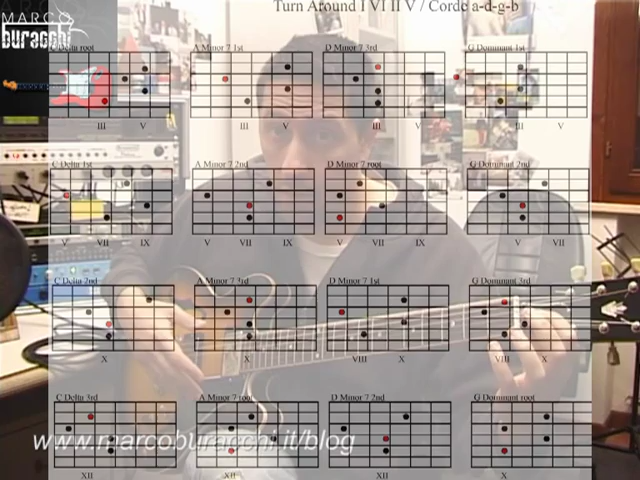 Turn Around I VI II V / Corde a-d-g-b
MARCO
buracchi
C Delta root A Minor 7 1st D Minor 7 3rd G Dominant 1st
III V III V III V III V
C Delta 1st A Minor 7 2nd D Minor 7 root G Dominant 2nd
V VII IX V VII IX V VII IX V VII
C Delta 2nd A Minor 7 3rd D Minor 7 1st G Dominant 3rd
X X VIII X VIII X
C Delta 3rd A Minor 7 root D Minor 7 2nd G Dominant root
www.marcoburacchi.it/blog
XII XII XII X